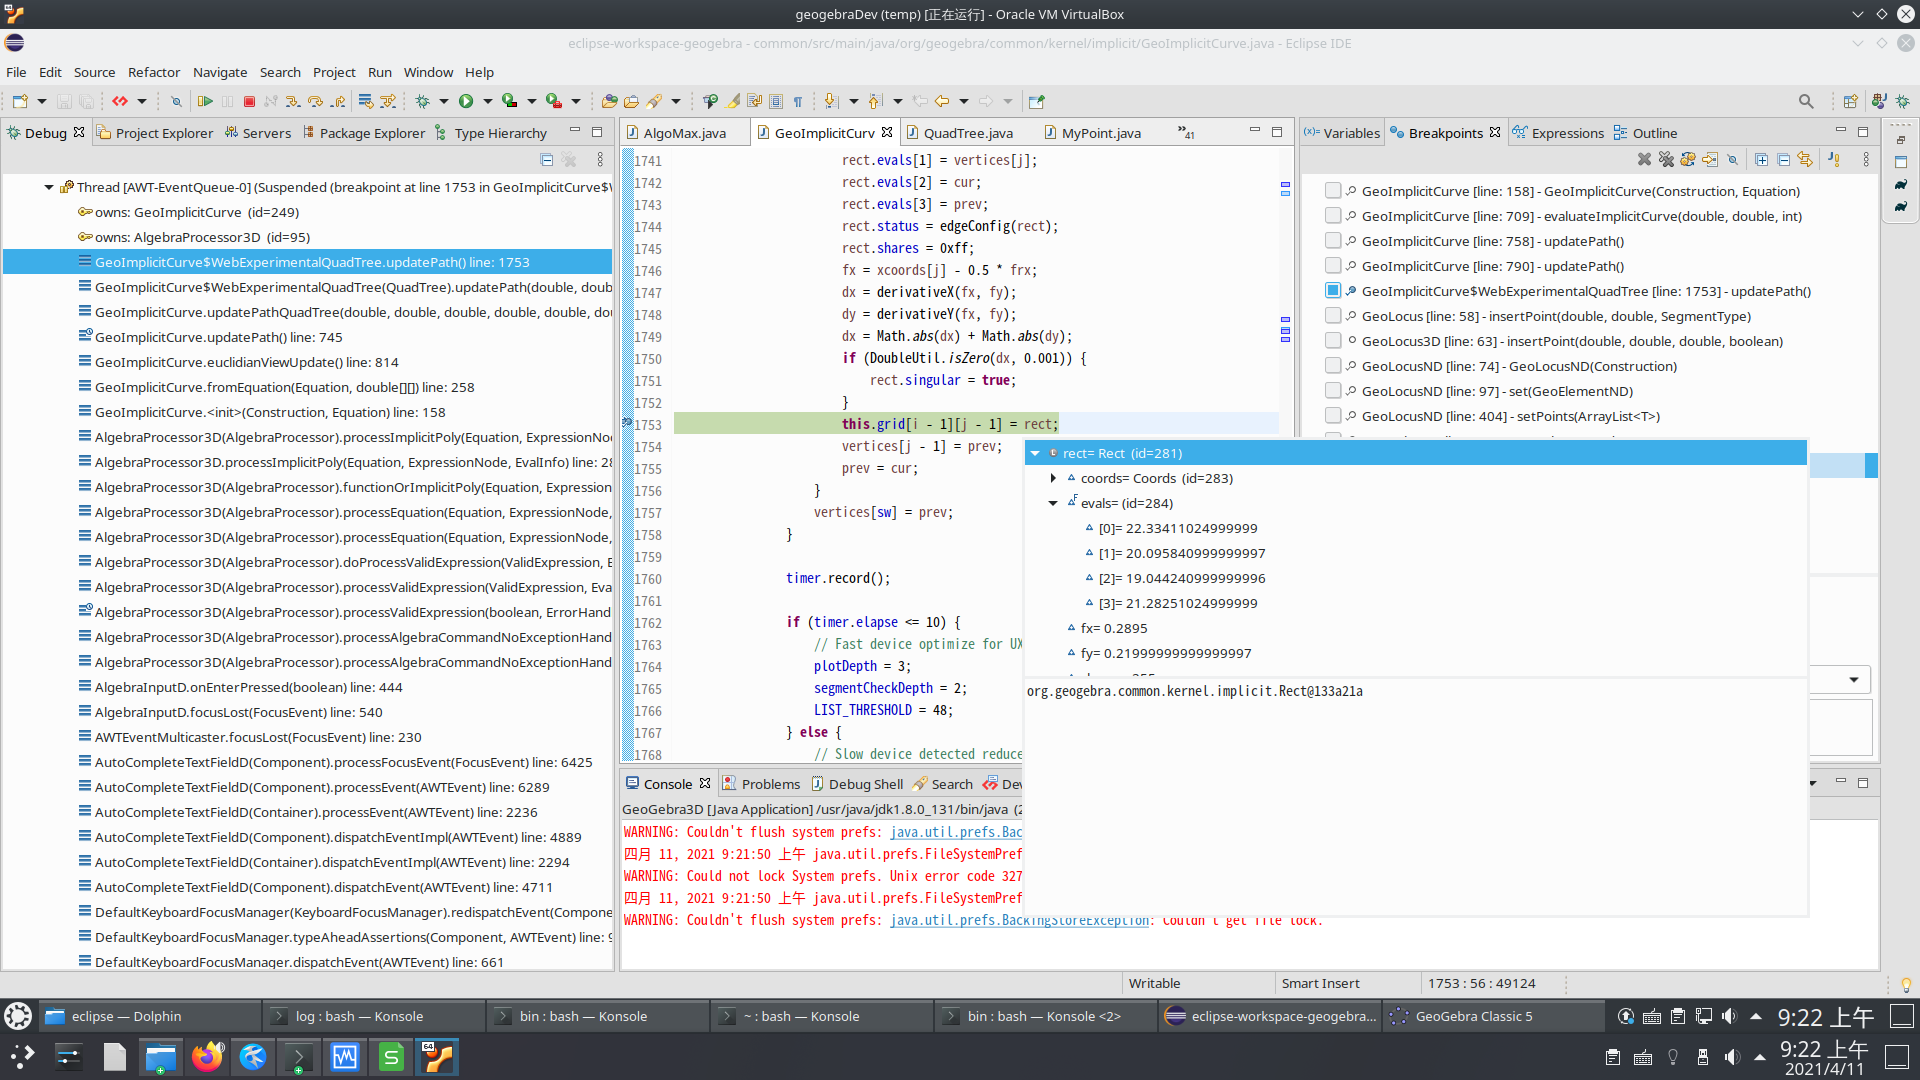 geogebraDev (temp) [正在运行] - Oracle VM VirtualBox
eclipse-workspace-geogebra - common/src/main/java/org/geogebra/common/kernel/implicit/GeoImplicitCurve.java - Eclipse IDE
File Edit Source Refactor Navigate Search Project Run Window Help
Debug Project Explorer Servers Package Explorer Type Hierarchy
Thread [AWT-EventQueue-0] (Suspended (breakpoint at line 1753 in GeoImplicitCurve$
owns: GeoImplicitCurve (id=249)
owns: AlgebraProcessor3D (id=95)
GeoImplicitCurve$WebExperimentalQuadTree.updatePath() line: 1753
GeoImplicitCurve$WebExperimentalQuadTree(QuadTree).updatePath(double, doub
GeoImplicitCurve.updatePathQuadTree(double, double, double, double, double, do
GeoImplicitCurve.updatePath() line: 745
GeoImplicitCurve.euclidianViewUpdate() line: 814
GeoImplicitCurve.fromEquation(Equation, double[][]) line: 258
GeoImplicitCurve.<init>(Construction, Equation) line: 158
AlgebraProcessor3D(AlgebraProcessor).processImplicitPoly(Equation, ExpressionNo
AlgebraProcessor3D.processImplicitPoly(Equation, ExpressionNode, EvalInfo) line: 28
AlgebraProcessor3D(AlgebraProcessor).functionOrImplicitPoly(Equation, Expression
AlgebraProcessor3D(AlgebraProcessor).processEquation(Equation, ExpressionNode,
AlgebraProcessor3D(AlgebraProcessor).processEquation(Equation, ExpressionNode,
AlgebraProcessor3D(AlgebraProcessor).doProcessValidExpression(ValidExpression, E
AlgebraProcessor3D(AlgebraProcessor).processValidExpression(ValidExpression, Eva
AlgebraProcessor3D(AlgebraProcessor).processValidExpression(boolean, ErrorHand
AlgebraProcessor3D(AlgebraProcessor).processAlgebraCommandNoExceptionHand
AlgebraProcessor3D(AlgebraProcessor).processAlgebraCommandNoExceptionHand
AlgebraInputD.onEnterPressed(boolean) line: 444
AlgebraInputD.focusLost(FocusEvent) line: 540
AWTEventMulticaster.focusLost(FocusEvent) line: 230
AutoCompleteTextFieldD(Component).processFocusEvent(FocusEvent) line: 6425
AutoCompleteTextFieldD(Component).processEvent(AWTEvent) line: 6289
AutoCompleteTextFieldD(Container).processEvent(AWTEvent) line: 2236
AutoCompleteTextFieldD(Component).dispatchEventImpl(AWTEvent) line: 4889
AutoCompleteTextFieldD(Container).dispatchEventImpl(AWTEvent) line: 2294
AutoCompleteTextFieldD(Component).dispatchEvent(AWTEvent) line: 4711
DefaultKeyboardFocusManager(KeyboardFocusManager).redispatchEvent(Compone
DefaultKeyboardFocusManager.typeAheadAssertions(Component, AWTEvent) line: 9
DefaultKeyboardFocusManager.dispatchEvent(AWTEvent) line: 661
AlgoMax.java GeoImplicitCurv QuadTree.java MyPoint.java »41
1741 rect.evals[1] = vertices[j];
1742 rect.evals[2] = cur;
1743 rect.evals[3] = prev;
1744 rect.status = edgeConfig(rect);
1745 rect.shares = 0xff;
1746 fx = xcoords[j] - 0.5 * frx;
1747 dx = derivativeX(fx, fy);
1748 dy = derivativeY(fx, fy);
1749 dx = Math.abs(dx) + Math.abs(dy);
1750 if (DoubleUtil.isZero(dx, 0.001)) {
1751 rect.singular = true;
1752 }
1753 this.grid[i - 1][j - 1] = rect;
1754 vertices[j - 1] = prev;
1755 prev = cur;
1756 }
1757 vertices[sw] = prev;
1758 }
1759
1760 timer.record();
1761
1762 if (timer.elapse <= 10) {
1763 // Fast device optimize for UX
1764 plotDepth = 3;
1765 segmentCheckDepth = 2;
1766 LIST_THRESHOLD = 48;
1767 } else {
1768 // Slow device detected reduce
Variables Breakpoints Expressions Outline
GeoImplicitCurve [line: 158] - GeoImplicitCurve(Construction, Equation)
GeoImplicitCurve [line: 709] - evaluateImplicitCurve(double, double, int)
GeoImplicitCurve [line: 758] - updatePath()
GeoImplicitCurve [line: 790] - updatePath()
GeoImplicitCurve$WebExperimentalQuadTree [line: 1753] - updatePath()
GeoLocus [line: 58] - insertPoint(double, double, SegmentType)
GeoLocus3D [line: 63] - insertPoint(double, double, double, boolean)
GeoLocusND [line: 74] - GeoLocusND(Construction)
GeoLocusND [line: 97] - set(GeoElementND)
GeoLocusND [line: 404] - setPoints(ArrayList<T>)
rect= Rect (id=281)
coords= Coords (id=283)
evals= (id=284)
[0]= 22.33411024999999
[1]= 20.095840999999997
[2]= 19.044240999999996
[3]= 21.28251024999999
fx= 0.2895
fy= 0.21999999999999997
org.geogebra.common.kernel.implicit.Rect@133a21a
Console Problems Debug Shell Search Dev
GeoGebra3D [Java Application] /usr/java/jdk1.8.0_131/bin/java (2
WARNING: Couldn't flush system prefs: java.util.prefs.Bac
四月 11, 2021 9:21:50 上午 java.util.prefs.FileSystemPref
WARNING: Could not lock System prefs. Unix error code 327
四月 11, 2021 9:21:50 上午 java.util.prefs.FileSystemPref
WARNING: Couldn't flush system prefs: java.util.prefs.BackingStoreException: Couldn't get file lock.
Writable Smart Insert 1753 : 56 : 49124
eclipse — Dolphin log : bash — Konsole bin : bash — Konsole ~ : bash — Konsole bin : bash — Konsole <2> eclipse-workspace-geogebra... GeoGebra Classic 5 9:22 上午
64
9:22 上午
2021/4/11